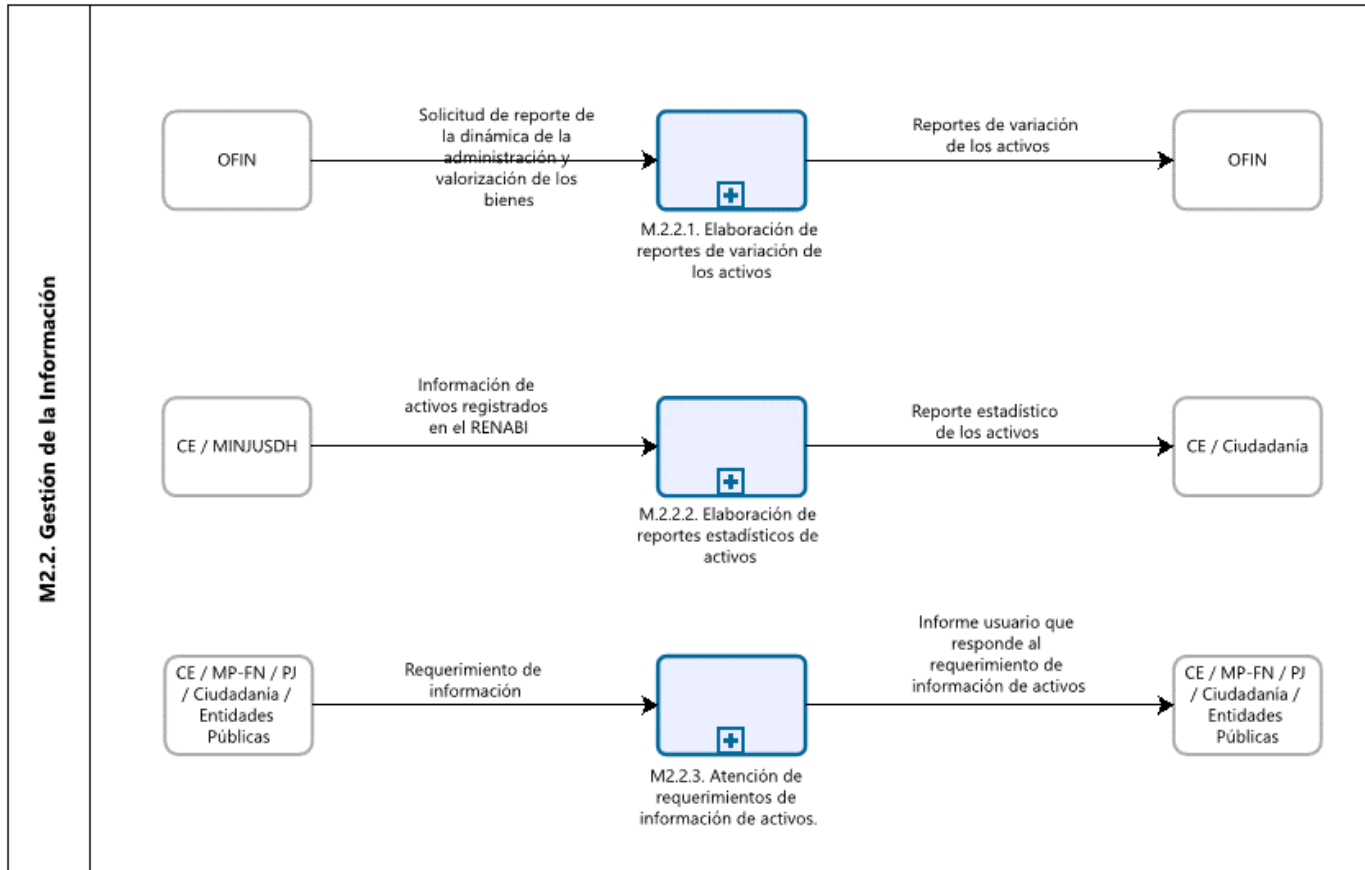 M2.2. Gestión de la Información
OFIN
Solicitud de reporte de
la dinámica de la
administración y
valorización de los
bienes
M.2.2.1. Elaboración de
reportes de variación de
los activos
Reportes de variación
de los activos
OFIN
CE / MINJUSDH
Información de
activos registrados
en el RENABI
M.2.2.2. Elaboración de
reportes estadísticos de
activos
Reporte estadístico
de los activos
CE / Ciudadanía
CE / MP-FN / PJ
/ Ciudadanía /
Entidades
Públicas
Requerimiento de
información
M2.2.3. Atención de
requerimientos de
información de activos.
Informe usuario que
responde al
requerimiento de
información de activos
CE / MP-FN / PJ
/ Ciudadanía /
Entidades
Públicas